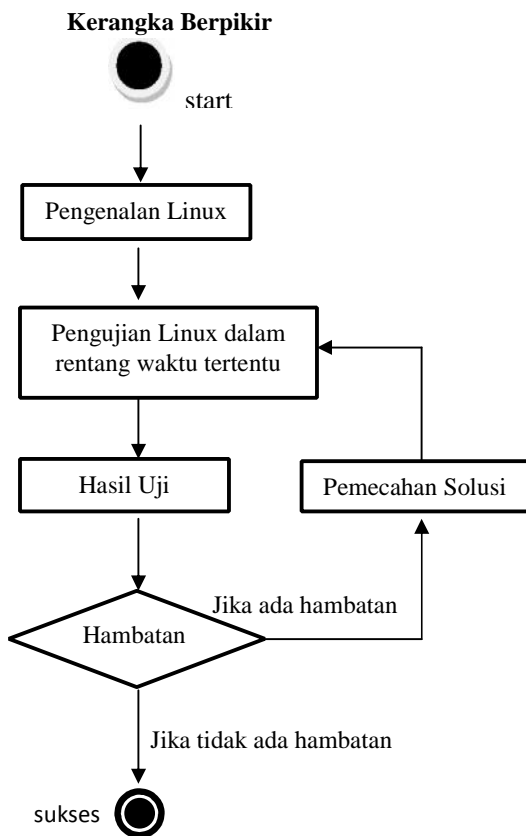 Kerangka Berpikir
start
Pengenalan Linux
Pengujian Linux dalam
rentang waktu tertentu
Hasil Uji
Pemecahan Solusi
Jika ada hambatan
Hambatan
Jika tidak ada hambatan
sukses